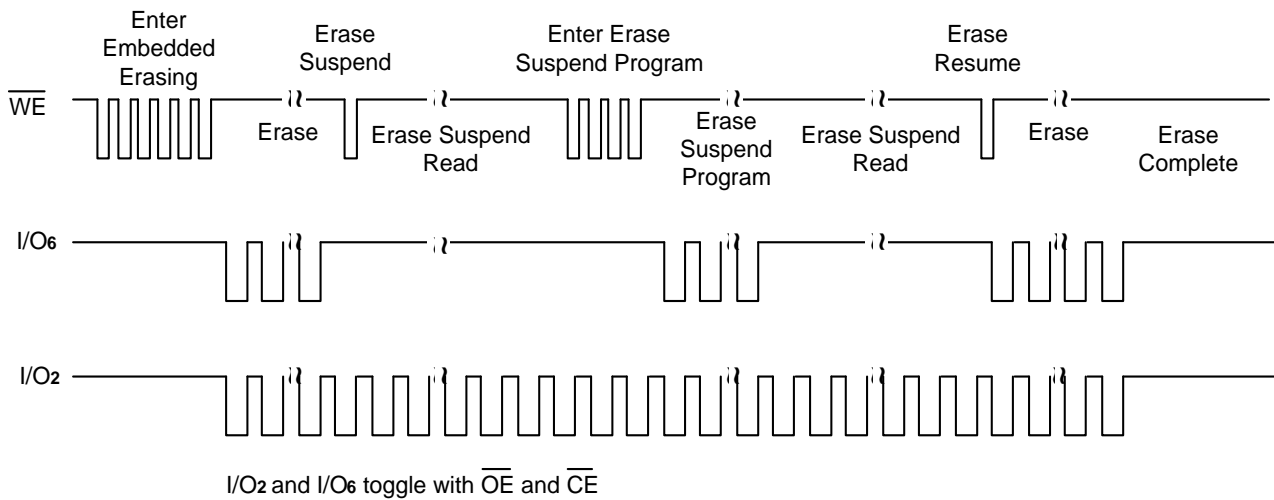 Enter
Embedded
Erasing
Erase
Suspend
Enter Erase
Suspend Program
Erase
Resume
WE
Erase
Erase Suspend
Read
Erase
Suspend
Program
Erase Suspend
Read
Erase
Erase
Complete
I/O6
I/O2
I/O2 and I/O6 toggle with OE and CE